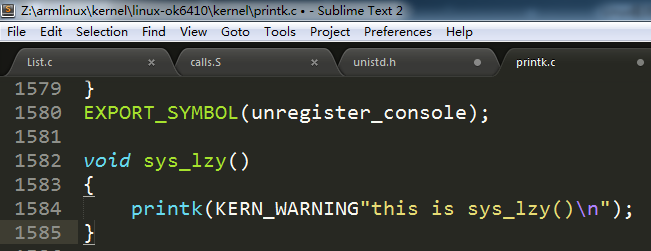 Z:\armlinux\kernel\linux-ok6410\kernel\printk.c • - Sublime Text 2
File Edit Selection Find View Goto Tools Project Preferences Help
List.c × calls.S × unistd.h printk.c
1579 }
1580 EXPORT_SYMBOL(unregister_console);
1581
1582 void sys_lzy()
1583 {
1584 printk(KERN_WARNING"this is sys_lzy()\n");
1585 }